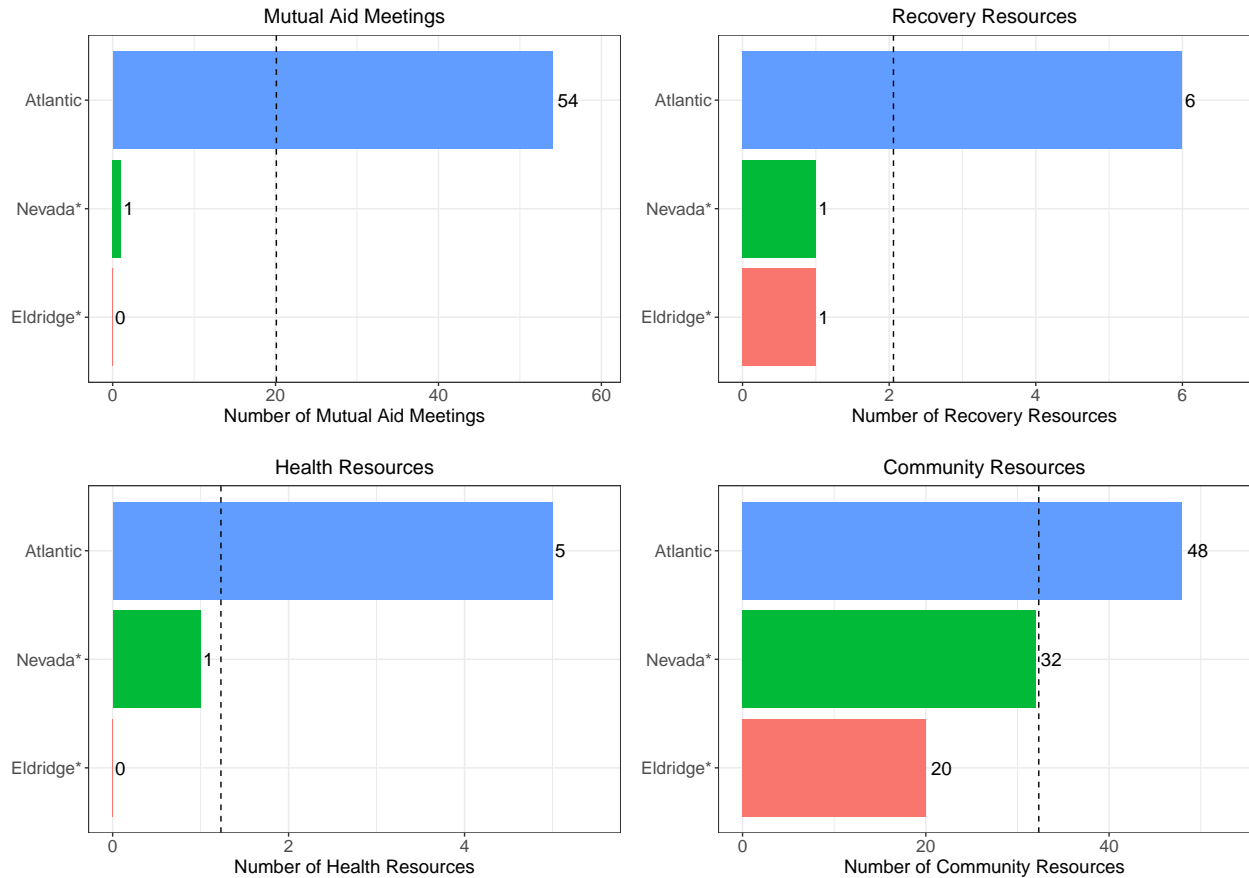 Mutual Aid Meetings
Atlantic
54
Nevada*
1
Eldridge*
0
0 20 40 60
Number of Mutual Aid Meetings
Recovery Resources
Atlantic
6
Nevada*
1
Eldridge*
1
0 2 4 6
Number of Recovery Resources
Health Resources
Atlantic
5
Nevada*
1
Eldridge*
0
0 2 4
Number of Health Resources
Community Resources
Atlantic
48
Nevada*
32
Eldridge*
20
0 20 40
Number of Community Resources